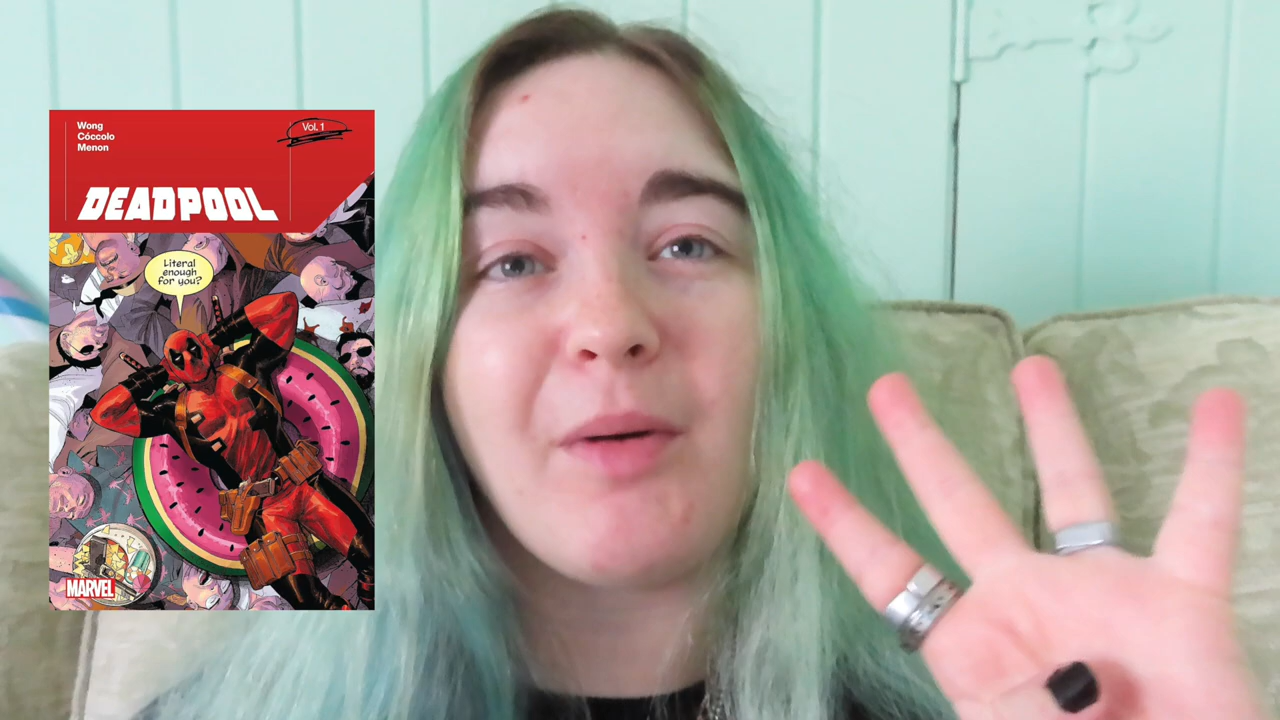 Wong
Cóccolo
Menon
Vol. 1
DEADPOOL
Literal
enough
for you?
MARVEL